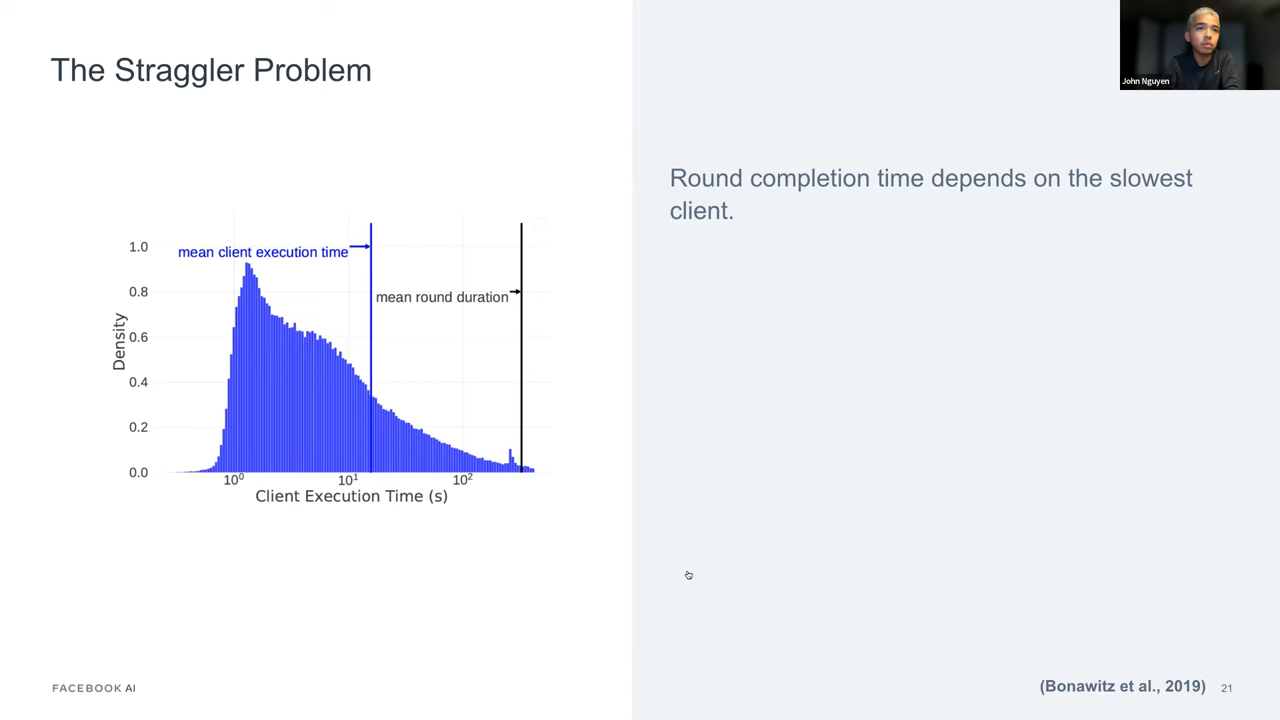 The Straggler Problem
John Nguyen
Round completion time depends on the slowest
client.
mean client execution time
mean round duration
1.0
0.8
0.6
0.4
0.2
0.0
Density
10⁰
10¹
10²
Client Execution Time (s)
FACEBOOK AI
(Bonawitz et al., 2019)
21